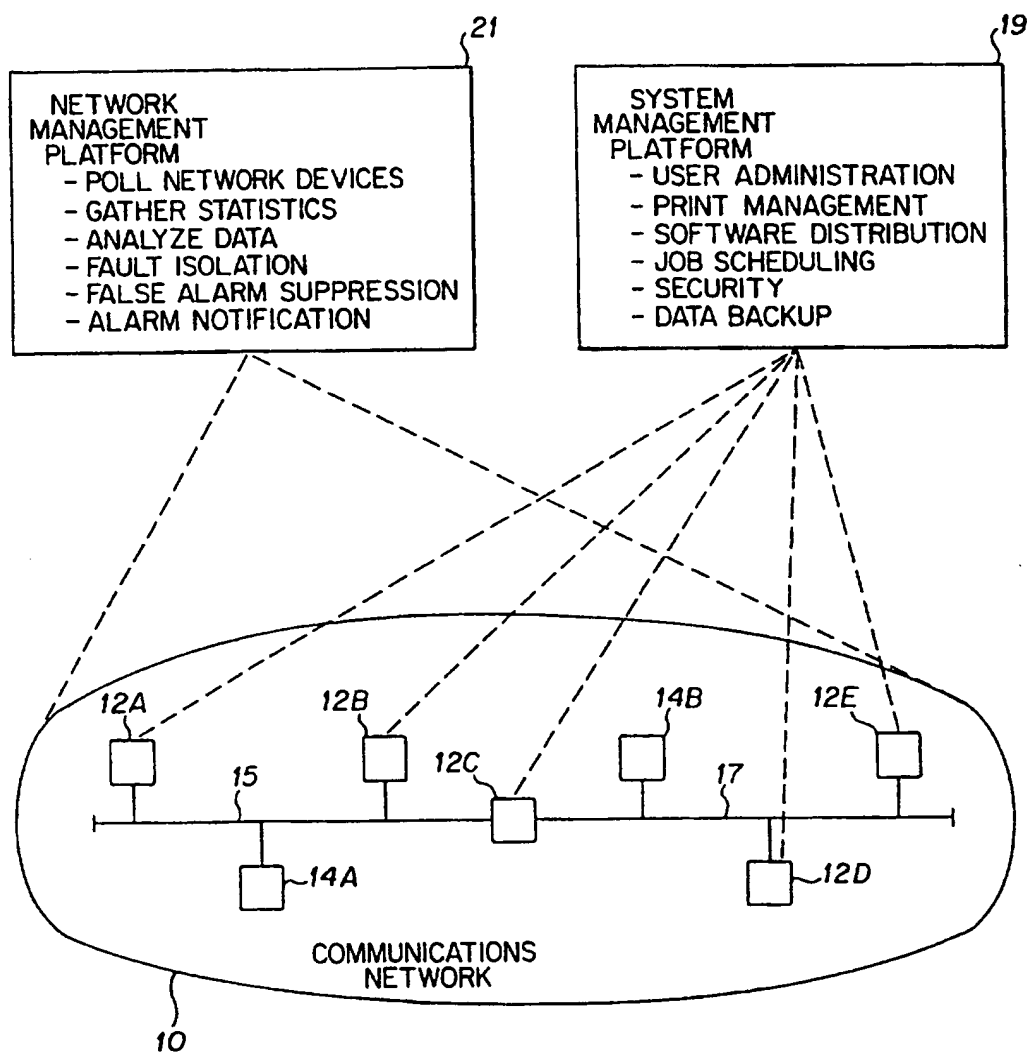 21
19
NETWORK
MANAGEMENT
PLATFORM
- POLL NETWORK DEVICES
- GATHER STATISTICS
- ANALYZE DATA
- FAULT ISOLATION
- FALSE ALARM SUPPRESSION
- ALARM NOTIFICATION
SYSTEM
MANAGEMENT
PLATFORM
- USER ADMINISTRATION
- PRINT MANAGEMENT
- SOFTWARE DISTRIBUTION
- JOB SCHEDULING
- SECURITY
- DATA BACKUP
12A
12B
14B
12E
12C
15
17
14A
12D
COMMUNICATIONS
NETWORK
10